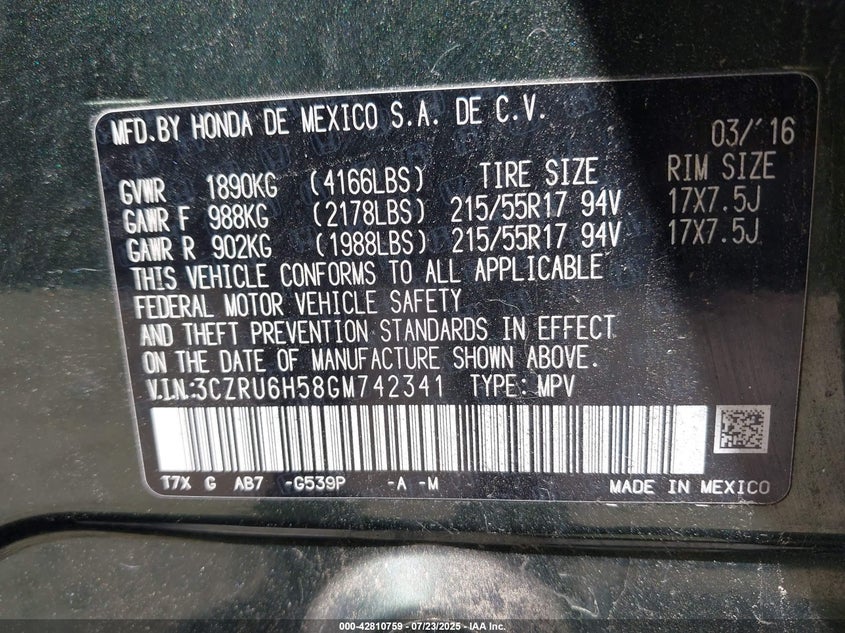 MFD.BY HONDA DE MEXICO S.A. DE C.V.
03/'16
GVWR 1890KG (4166LBS) TIRE SIZE RIM SIZE
GAWR F 988KG (2178LBS) 215/55R17 94V 17X7.5J
GAWR R 902KG (1988LBS) 215/55R17 94V 17X7.5J
THIS VEHICLE CONFORMS TO ALL APPLICABLE
FEDERAL MOTOR VEHICLE SAFETY
AND THEFT PREVENTION STANDARDS IN EFFECT
ON THE DATE OF MANUFACTURE SHOWN ABOVE.
V.I.N:3CZRU6H58GM742341 TYPE: MPV
T7X G AB7 -G539P -A -M
MADE IN MEXICO
000-42810759 - 07/23/2025 - IAA Inc.